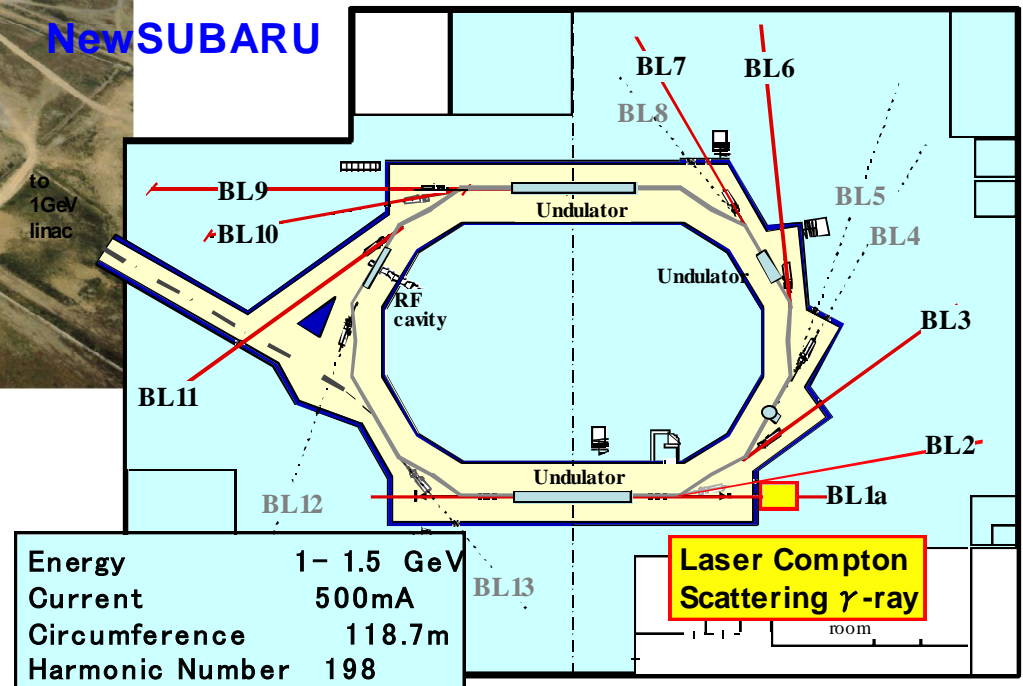 NewSUBARU
BL7
BL6
BL8
to
1GeV
linac
BL9
BL5
Undulator
BL10
BL4
Undulator
RF
cavity
BL3
BL11
BL2
Undulator
BL1a
BL12
Energy 1- 1.5 GeV
Current 500mA
Circumference 118.7m
Harmonic Number 198
BL13
Laser Compton
Scattering γ-ray
room